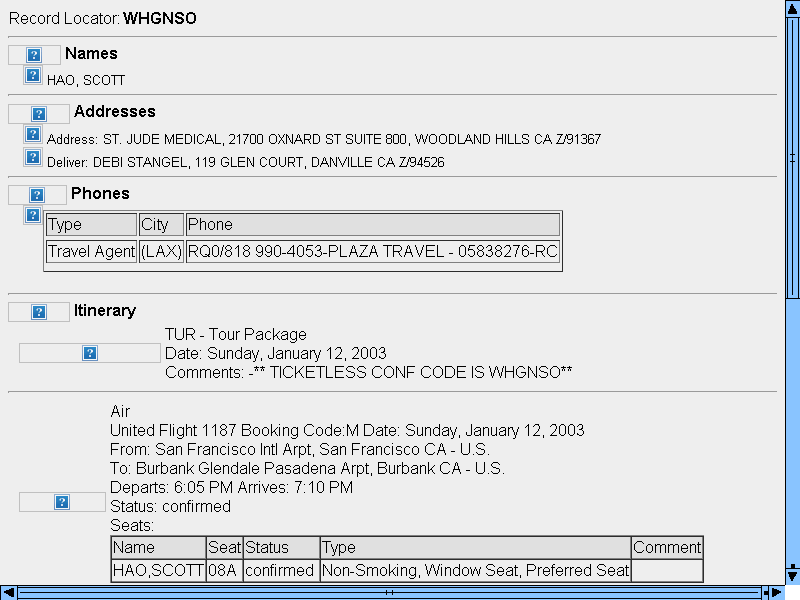 Record Locator: WHGNSO
Names
HAO, SCOTT
Addresses
Address: ST. JUDE MEDICAL, 21700 OXNARD ST SUITE 800, WOODLAND HILLS CA Z/91367
Deliver: DEBI STANGEL, 119 GLEN COURT, DANVILLE CA Z/94526
Phones
Type City Phone
Travel Agent (LAX) RQ0/818 990-4053-PLAZA TRAVEL - 05838276-RC
Itinerary
TUR - Tour Package
Date: Sunday, January 12, 2003
Comments: -** TICKETLESS CONF CODE IS WHGNSO**
Air
United Flight 1187 Booking Code:M Date: Sunday, January 12, 2003
From: San Francisco Intl Arpt, San Francisco CA - U.S.
To: Burbank Glendale Pasadena Arpt, Burbank CA - U.S.
Departs: 6:05 PM Arrives: 7:10 PM
Status: confirmed
Seats:
Name Seat Status Type Comment
HAO,SCOTT 08A confirmed Non-Smoking, Window Seat, Preferred Seat